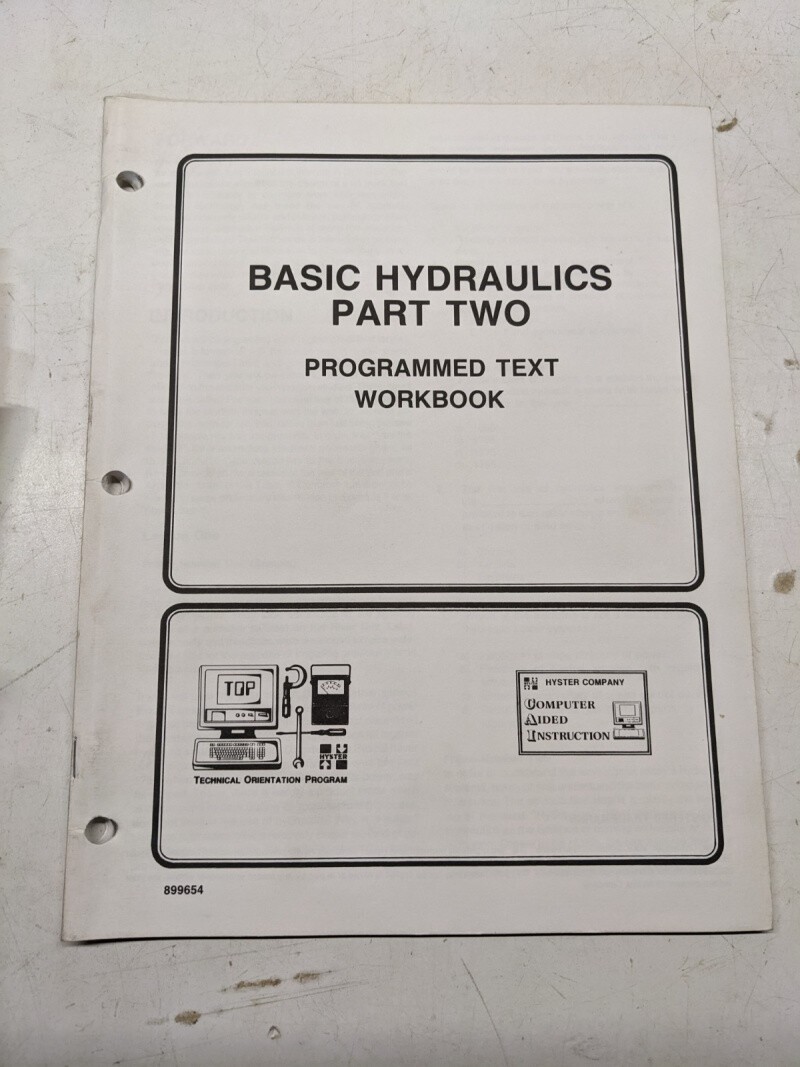 BASIC HYDRAULICS
PART TWO
PROGRAMMED TEXT
WORKBOOK
TOP
HYSTER
TECHNICAL ORIENTATION PROGRAM
HYSTER COMPANY
COMPUTER
AIDED
INSTRUCTION
899654